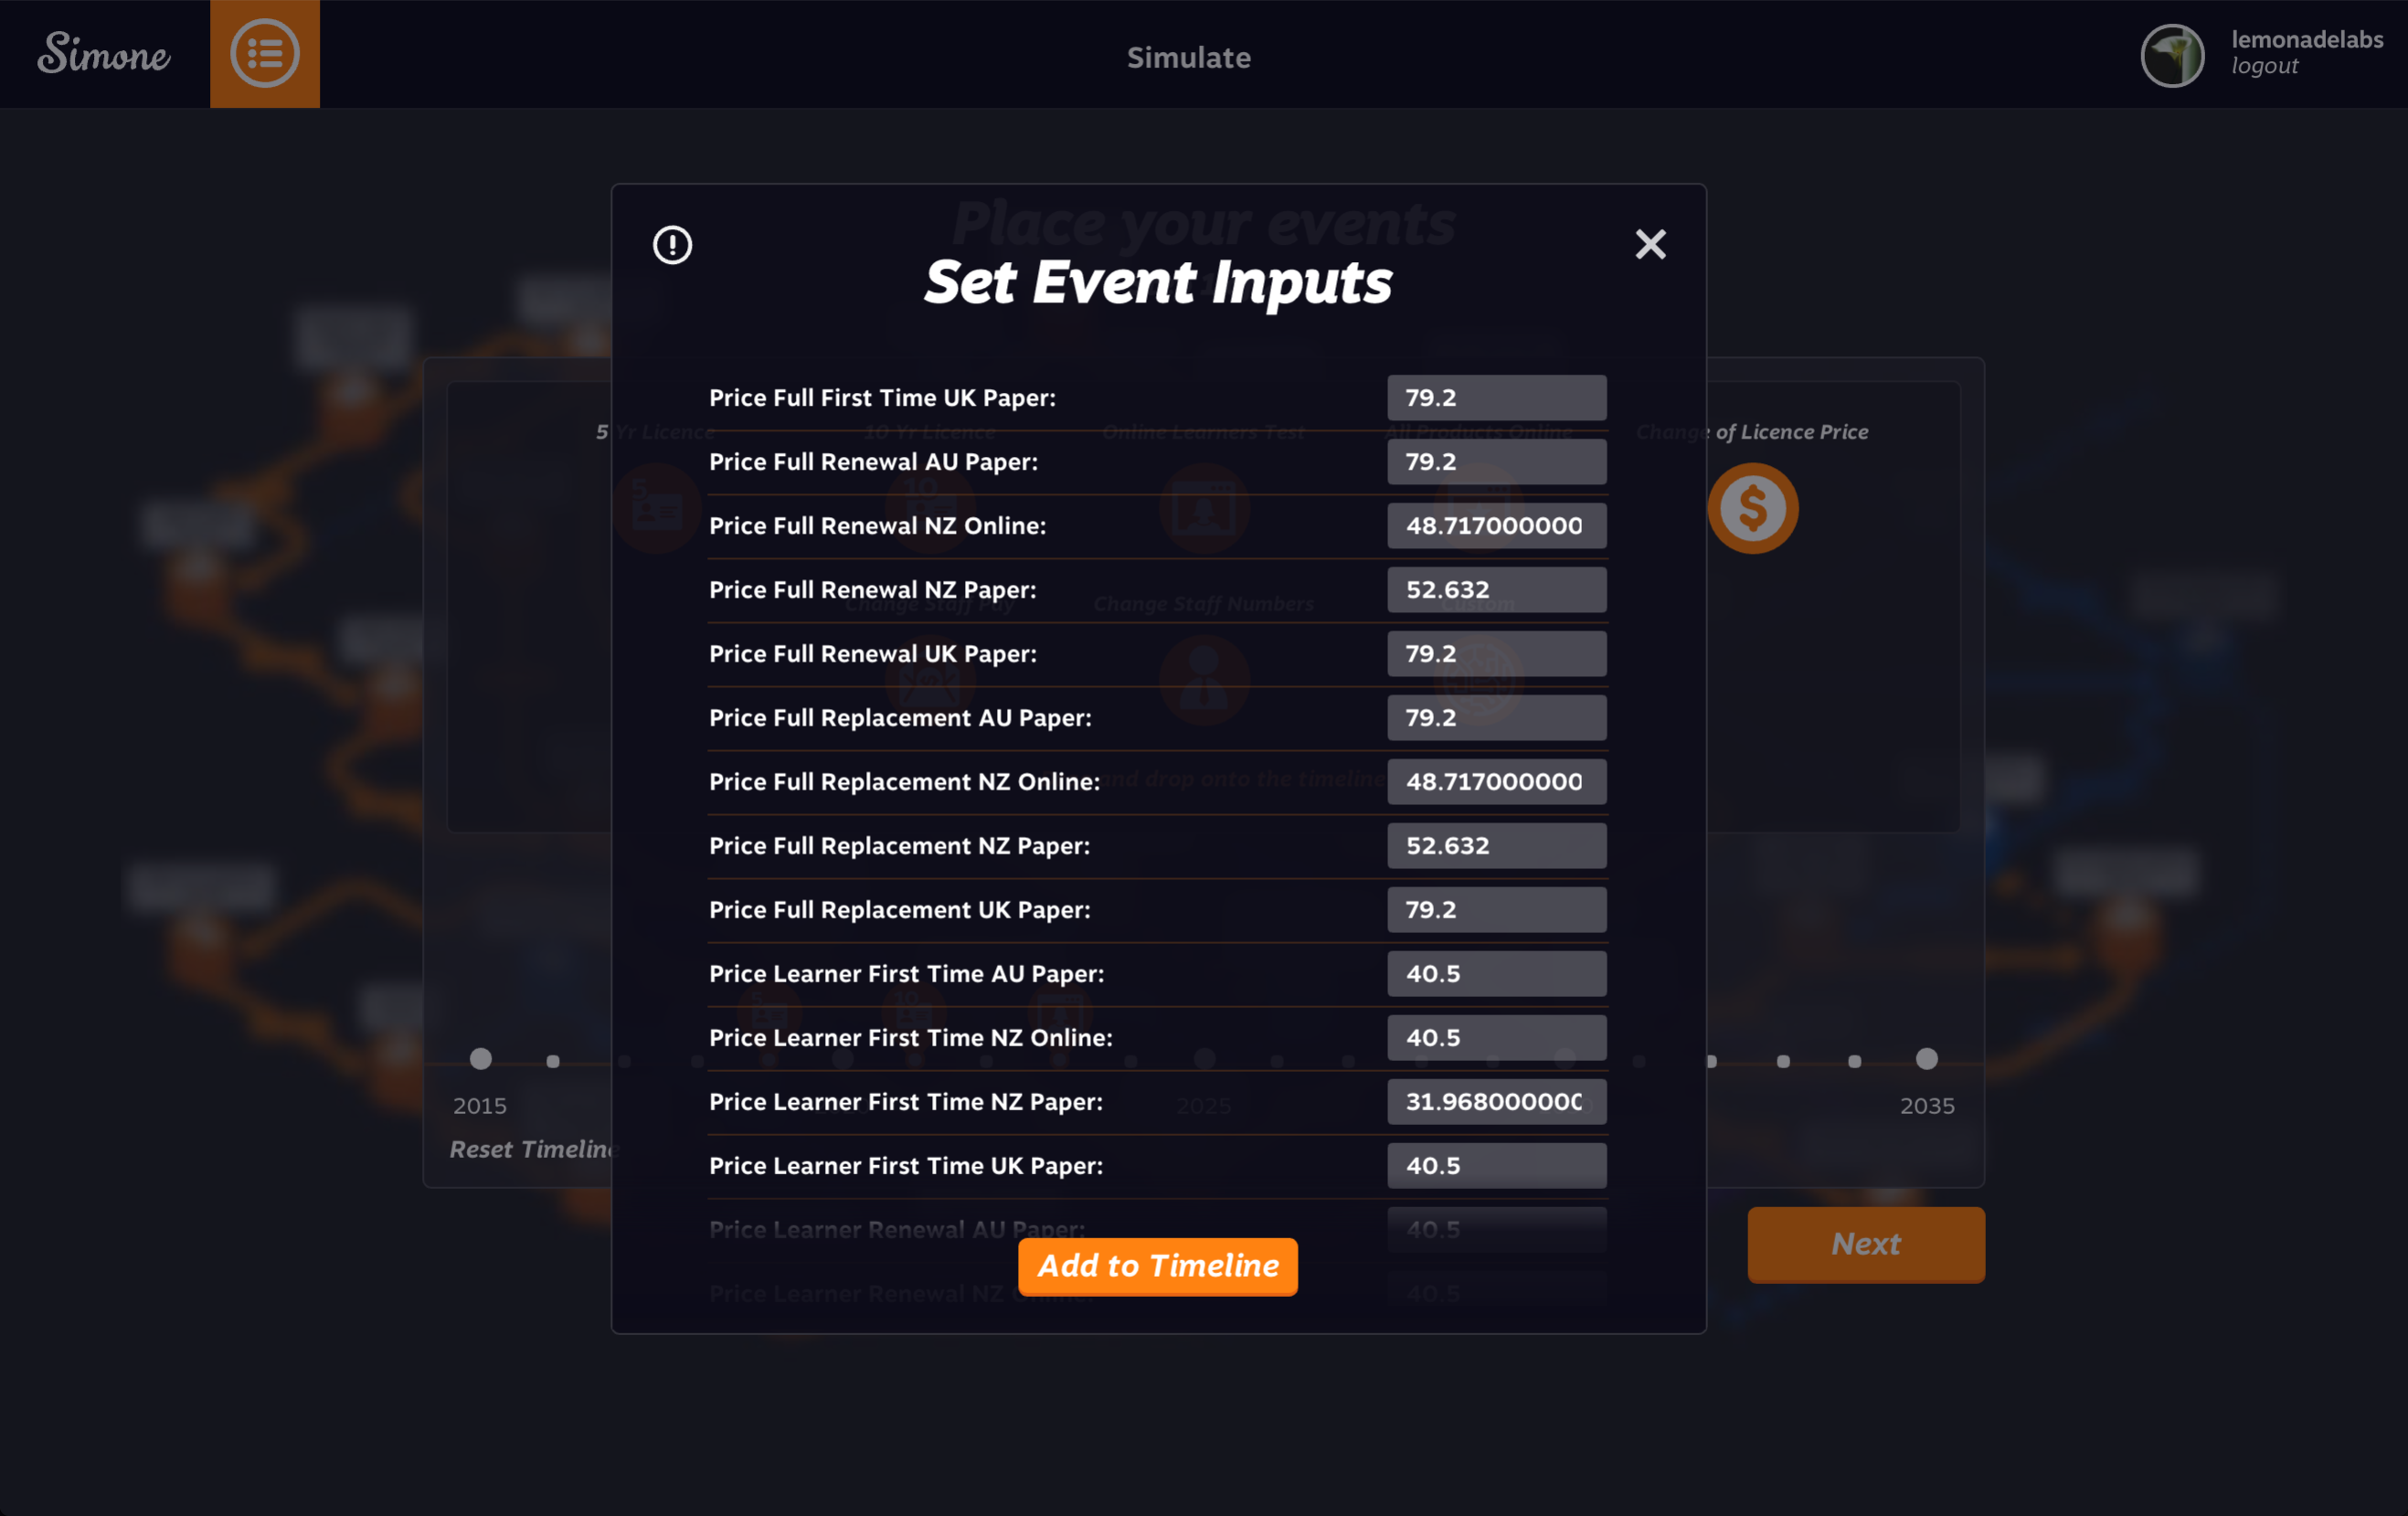 Simone
Simulate
lemonadelabs
logout
Place your events
Set Event Inputs
Price Full First Time UK Paper: 79.2
5 Yr Licence 10 Yr Licence Online Learners Test All Products Online Change of Licence Price
Price Full Renewal AU Paper: 79.2
Price Full Renewal NZ Online: 48.717000000
Price Full Renewal NZ Paper: 52.632
Change Staff Pay Change Staff Numbers Custom
Price Full Renewal UK Paper: 79.2
Price Full Replacement AU Paper: 79.2
Price Full Replacement NZ Online: 48.717000000
and drop onto the timeline
Price Full Replacement NZ Paper: 52.632
Price Full Replacement UK Paper: 79.2
Price Learner First Time AU Paper: 40.5
Price Learner First Time NZ Online: 40.5
Price Learner First Time NZ Paper: 31.968000000
2015 2025 2035
Reset Timeline
Price Learner First Time UK Paper: 40.5
Price Learner Renewal AU Paper: 40.5
Add to Timeline
Next
Price Learner Renewal NZ Online: 40.5